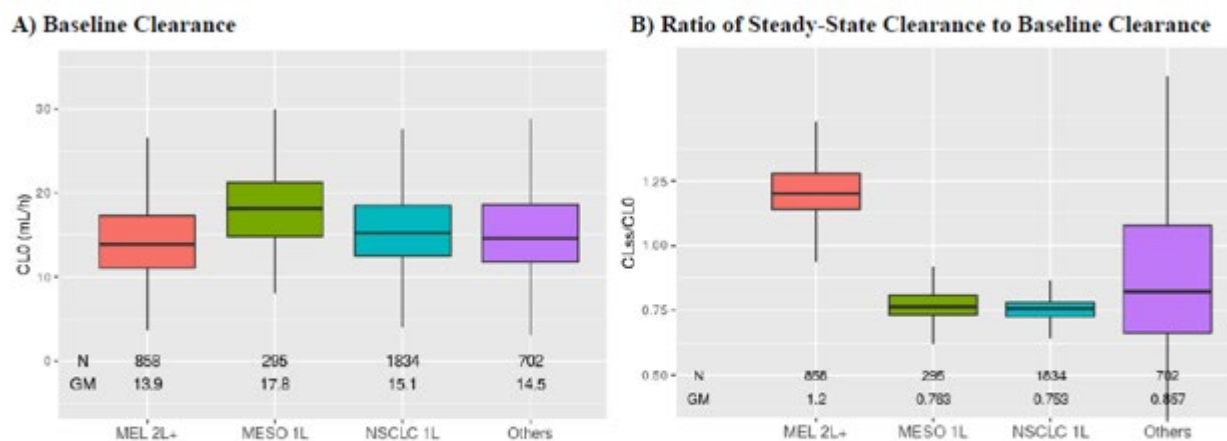 A) Baseline Clearance
CL0 (mL/h)
30
20
10
0
N 858 295 1834 702
GM 13.9 17.8 15.1 14.5
MEL 2L+ MESO 1L NSCLC 1L Others
B) Ratio of Steady-State Clearance to Baseline Clearance
CLss/CL0
1.25
1.00
0.75
0.50
N 858 295 1834 702
GM 1.2 0.763 0.753 0.857
MEL 2L+ MESO 1L NSCLC 1L Others